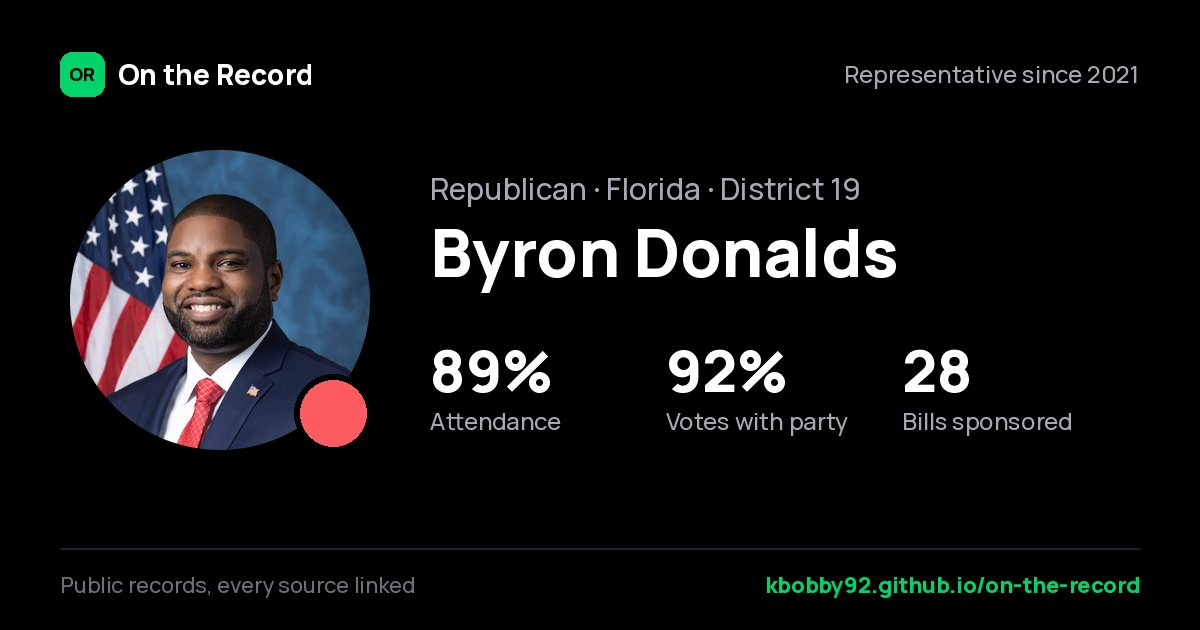 OR On the Record
Representative since 2021
Republican · Florida · District 19
Byron Donalds
89% 92% 28
Attendance Votes with party Bills sponsored
Public records, every source linked
kbobby92.github.io/on-the-record